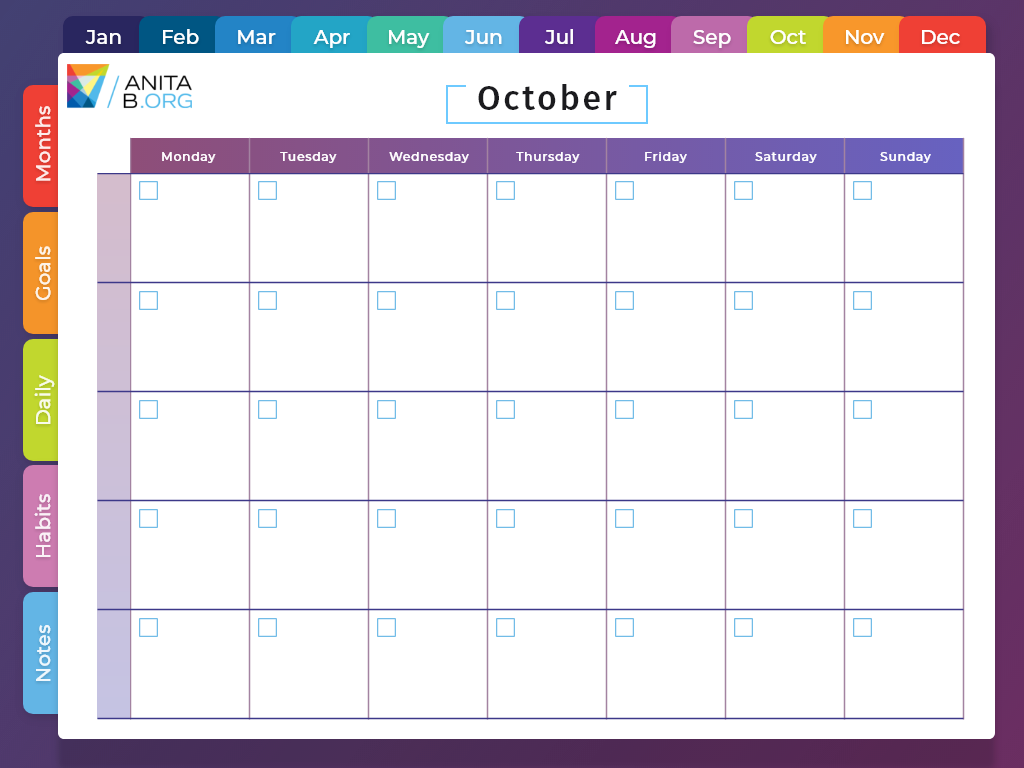 Jan Feb Mar Apr May Jun Jul Aug Sep Oct Nov Dec
ANITA
B.ORG
October
Monday Tuesday Wednesday Thursday Friday Saturday Sunday
Months
Goals
Daily
Habits
Notes